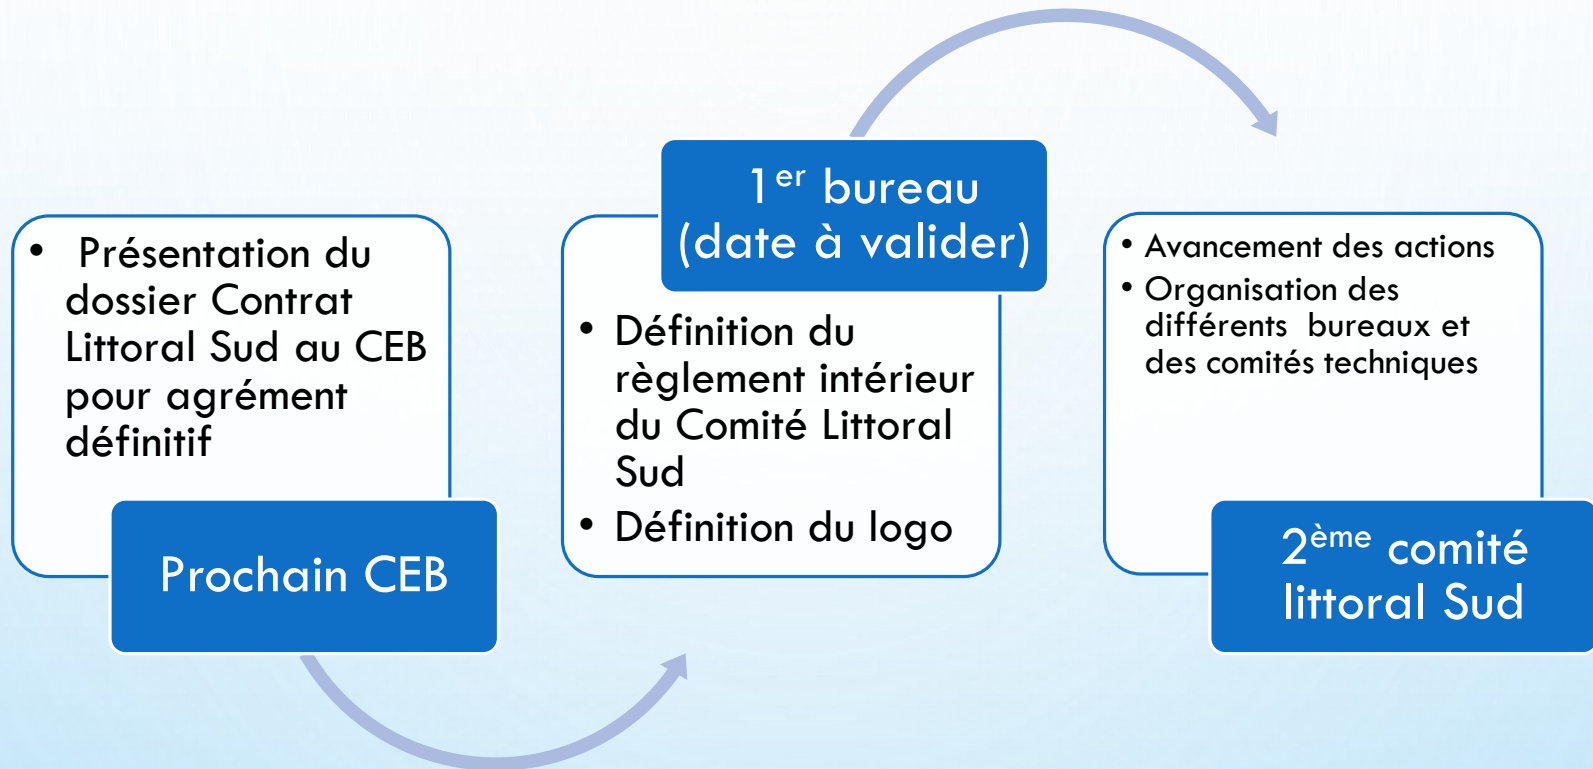 • Présentation du
dossier Contrat
Littoral Sud au CEB
pour agrément
définitif
Prochain CEB
1er bureau
(date à valider)
• Définition du
règlement intérieur
du Comité Littoral
Sud
• Définition du logo
• Avancement des actions
• Organisation des
différents bureaux et
des comités techniques
2ème comité
littoral Sud